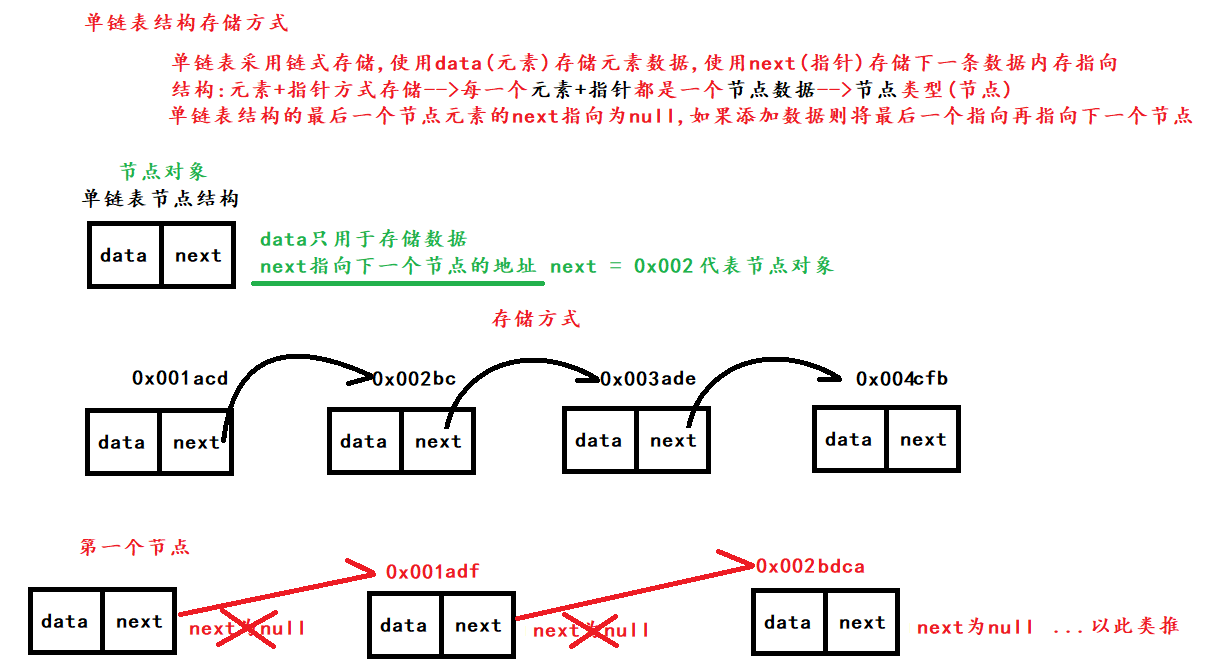 单链表结构存储方式
单链表采用链式存储,使用data(元素)存储元素数据,使用next(指针)存储下一条数据内存指向
结构:元素+指针方式存储-->每一个元素+指针都是一个节点数据-->节点类型(节点)
单链表结构的最后一个节点元素的next指向为null,如果添加数据则将最后一个指向再指向下一个节点
节点对象
单链表节点结构
data next
data只用于存储数据
next指向下一个节点的地址 next = 0x002代表节点对象
存储方式
0x001acd 0x002bc 0x003ade 0x004cfb
data next data next data next data next
第一个节点
0x001adf 0x002bdca
data next next为null data next next为null data next next为null ...以此类推